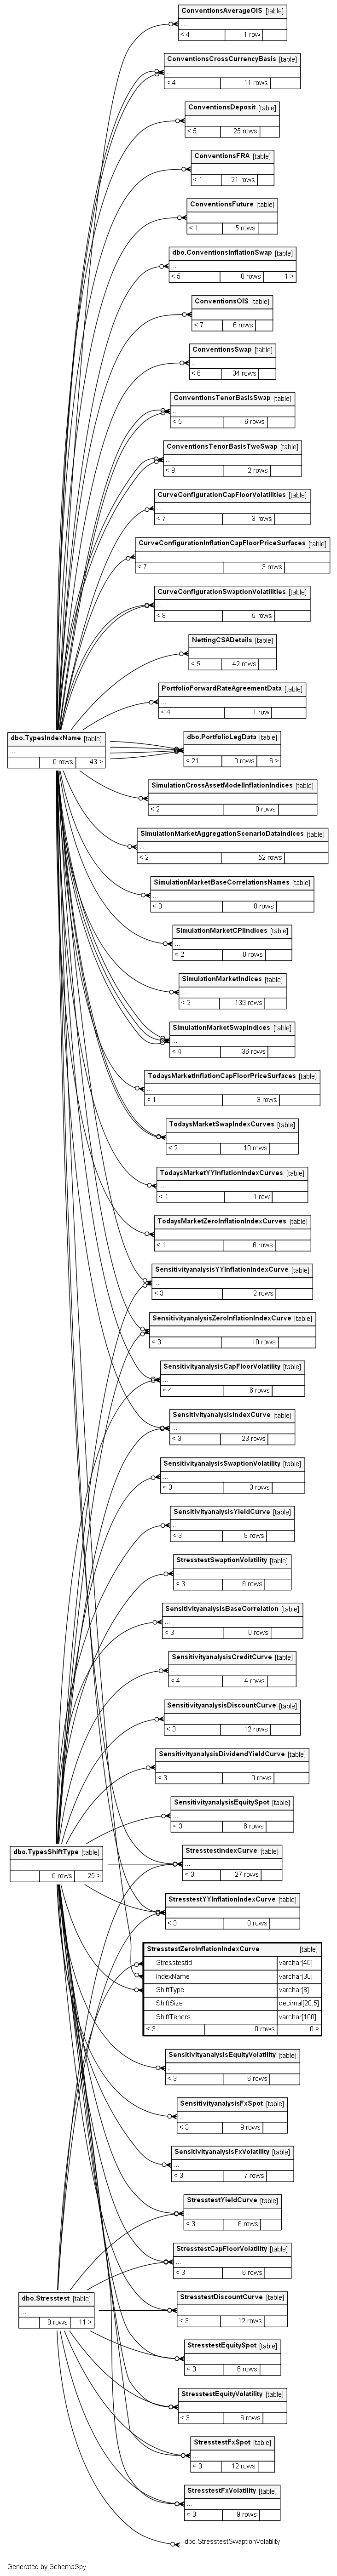 ConventionsAverageOIS [table]
...
< 4 1 row
ConventionsCrossCurrencyBasis [table]
...
< 4 11 rows
ConventionsDeposit [table]
...
< 5 25 rows
ConventionsFRA [table]
...
< 1 21 rows
ConventionsFuture [table]
...
< 1 5 rows
dbo.ConventionsInflationSwap [table]
...
< 5 0 rows 1 >
ConventionsOIS [table]
...
< 7 6 rows
ConventionsSwap [table]
...
< 6 34 rows
ConventionsTenorBasisSwap [table]
...
< 5 6 rows
ConventionsTenorBasisTwoSwap [table]
...
< 9 2 rows
CurveConfigurationCapFloorVolatilities [table]
...
< 7 3 rows
CurveConfigurationInflationCapFloorPriceSurfaces [table]
...
< 7 3 rows
CurveConfigurationSwaptionVolatilities [table]
...
< 8 5 rows
NettingCSADetails [table]
...
< 5 42 rows
PortfolioForwardRateAgreementData [table]
...
< 4 1 row
dbo.TypesIndexName [table]
...
0 rows 43 >
dbo.PortfolioLegData [table]
...
< 21 0 rows 6 >
SimulationCrossAssetModelInflationIndices [table]
...
< 2 0 rows
SimulationMarketAggregationScenarioDataIndices [table]
...
< 2 52 rows
SimulationMarketBaseCorrelationsNames [table]
...
< 3 0 rows
SimulationMarketCPIIndices [table]
...
< 2 0 rows
SimulationMarketIndices [table]
...
< 2 139 rows
SimulationMarketSwapIndices [table]
...
< 4 36 rows
TodaysMarketInflationCapFloorPriceSurfaces [table]
...
< 1 3 rows
TodaysMarketSwapIndexCurves [table]
...
< 2 10 rows
TodaysMarketYYInflationIndexCurves [table]
...
< 1 1 row
TodaysMarketZeroInflationIndexCurves [table]
...
< 1 6 rows
SensitivityanalysisYYInflationIndexCurve [table]
...
< 3 2 rows
SensitivityanalysisZeroInflationIndexCurve [table]
...
< 3 10 rows
SensitivityanalysisCapFloorVolatility [table]
...
< 4 6 rows
SensitivityanalysisIndexCurve [table]
...
< 3 23 rows
SensitivityanalysisSwaptionVolatility [table]
...
< 3 3 rows
SensitivityanalysisYieldCurve [table]
...
< 3 9 rows
StresstestSwaptionVolatility [table]
...
< 3 6 rows
SensitivityanalysisBaseCorrelation [table]
...
< 3 0 rows
SensitivityanalysisCreditCurve [table]
...
< 4 4 rows
SensitivityanalysisDiscountCurve [table]
...
< 3 12 rows
SensitivityanalysisDividendYieldCurve [table]
...
< 3 0 rows
SensitivityanalysisEquitySpot [table]
...
< 3 6 rows
dbo.TypesShiftType [table]
...
0 rows 25 >
StresstestIndexCurve [table]
...
< 3 27 rows
StresstestYYInflationIndexCurve [table]
...
< 3 0 rows
StresstestZeroInflationIndexCurve [table]
StresstestId varchar[40]
IndexName varchar[30]
ShiftType varchar[8]
ShiftSize decimal[20,5]
ShiftTenors varchar[100]
< 3 0 rows 0 >
SensitivityanalysisEquityVolatility [table]
...
< 3 6 rows
SensitivityanalysisFxSpot [table]
...
< 3 9 rows
SensitivityanalysisFxVolatility [table]
...
< 3 7 rows
StresstestYieldCurve [table]
...
< 3 6 rows
StresstestCapFloorVolatility [table]
...
< 3 6 rows
dbo.Stresstest [table]
...
0 rows 11 >
StresstestDiscountCurve [table]
...
< 3 12 rows
StresstestEquitySpot [table]
...
< 3 6 rows
StresstestEquityVolatility [table]
...
< 3 6 rows
StresstestFxSpot [table]
...
< 3 12 rows
StresstestFxVolatility [table]
...
< 3 9 rows
dbo.StresstestSwaptionVolatility
Generated by SchemaSpy